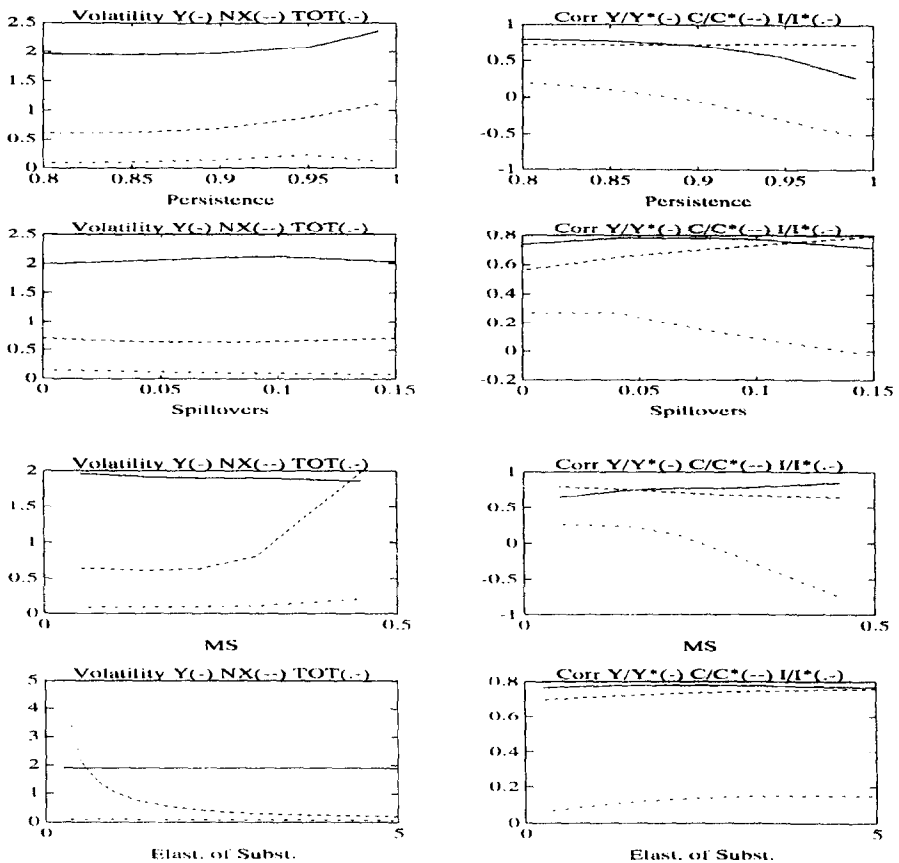 Volatility Y(-) NX(--) TOT(.-)
2.5
2
1.5
1
0.5
0
0.8 0.85 0.9 0.95 1
Persistence
Corr Y/Y*(-) C/C*(--) I/I*(.-)
1
0.5
0
-0.5
-1
0.8 0.85 0.9 0.95 1
Persistence
Volatility Y(-) NX(--) TOT(.-)
2.5
2
1.5
1
0.5
0
0 0.05 0.1 0.15
Spillovers
Corr Y/Y*(-) C/C*(--) I/I*(.-)
0.8
0.6
0.4
0.2
0
-0.2
0 0.05 0.1 0.15
Spillovers
Volatility Y(-) NX(--) TOT(.-)
2
1.5
1
0.5
0
0 0.5
MS
Corr Y/Y*(-) C/C*(--) I/I*(.-)
1
0.5
0
-0.5
-1
0 0.5
MS
Volatility Y(-) NX(--) TOT(.-)
5
4
3
2
1
0
0 5
Elast. of Subst.
Corr Y/Y*(-) C/C*(--) I/I*(.-)
0.8
0.6
0.4
0.2
0
0 5
Elast. of Subst.